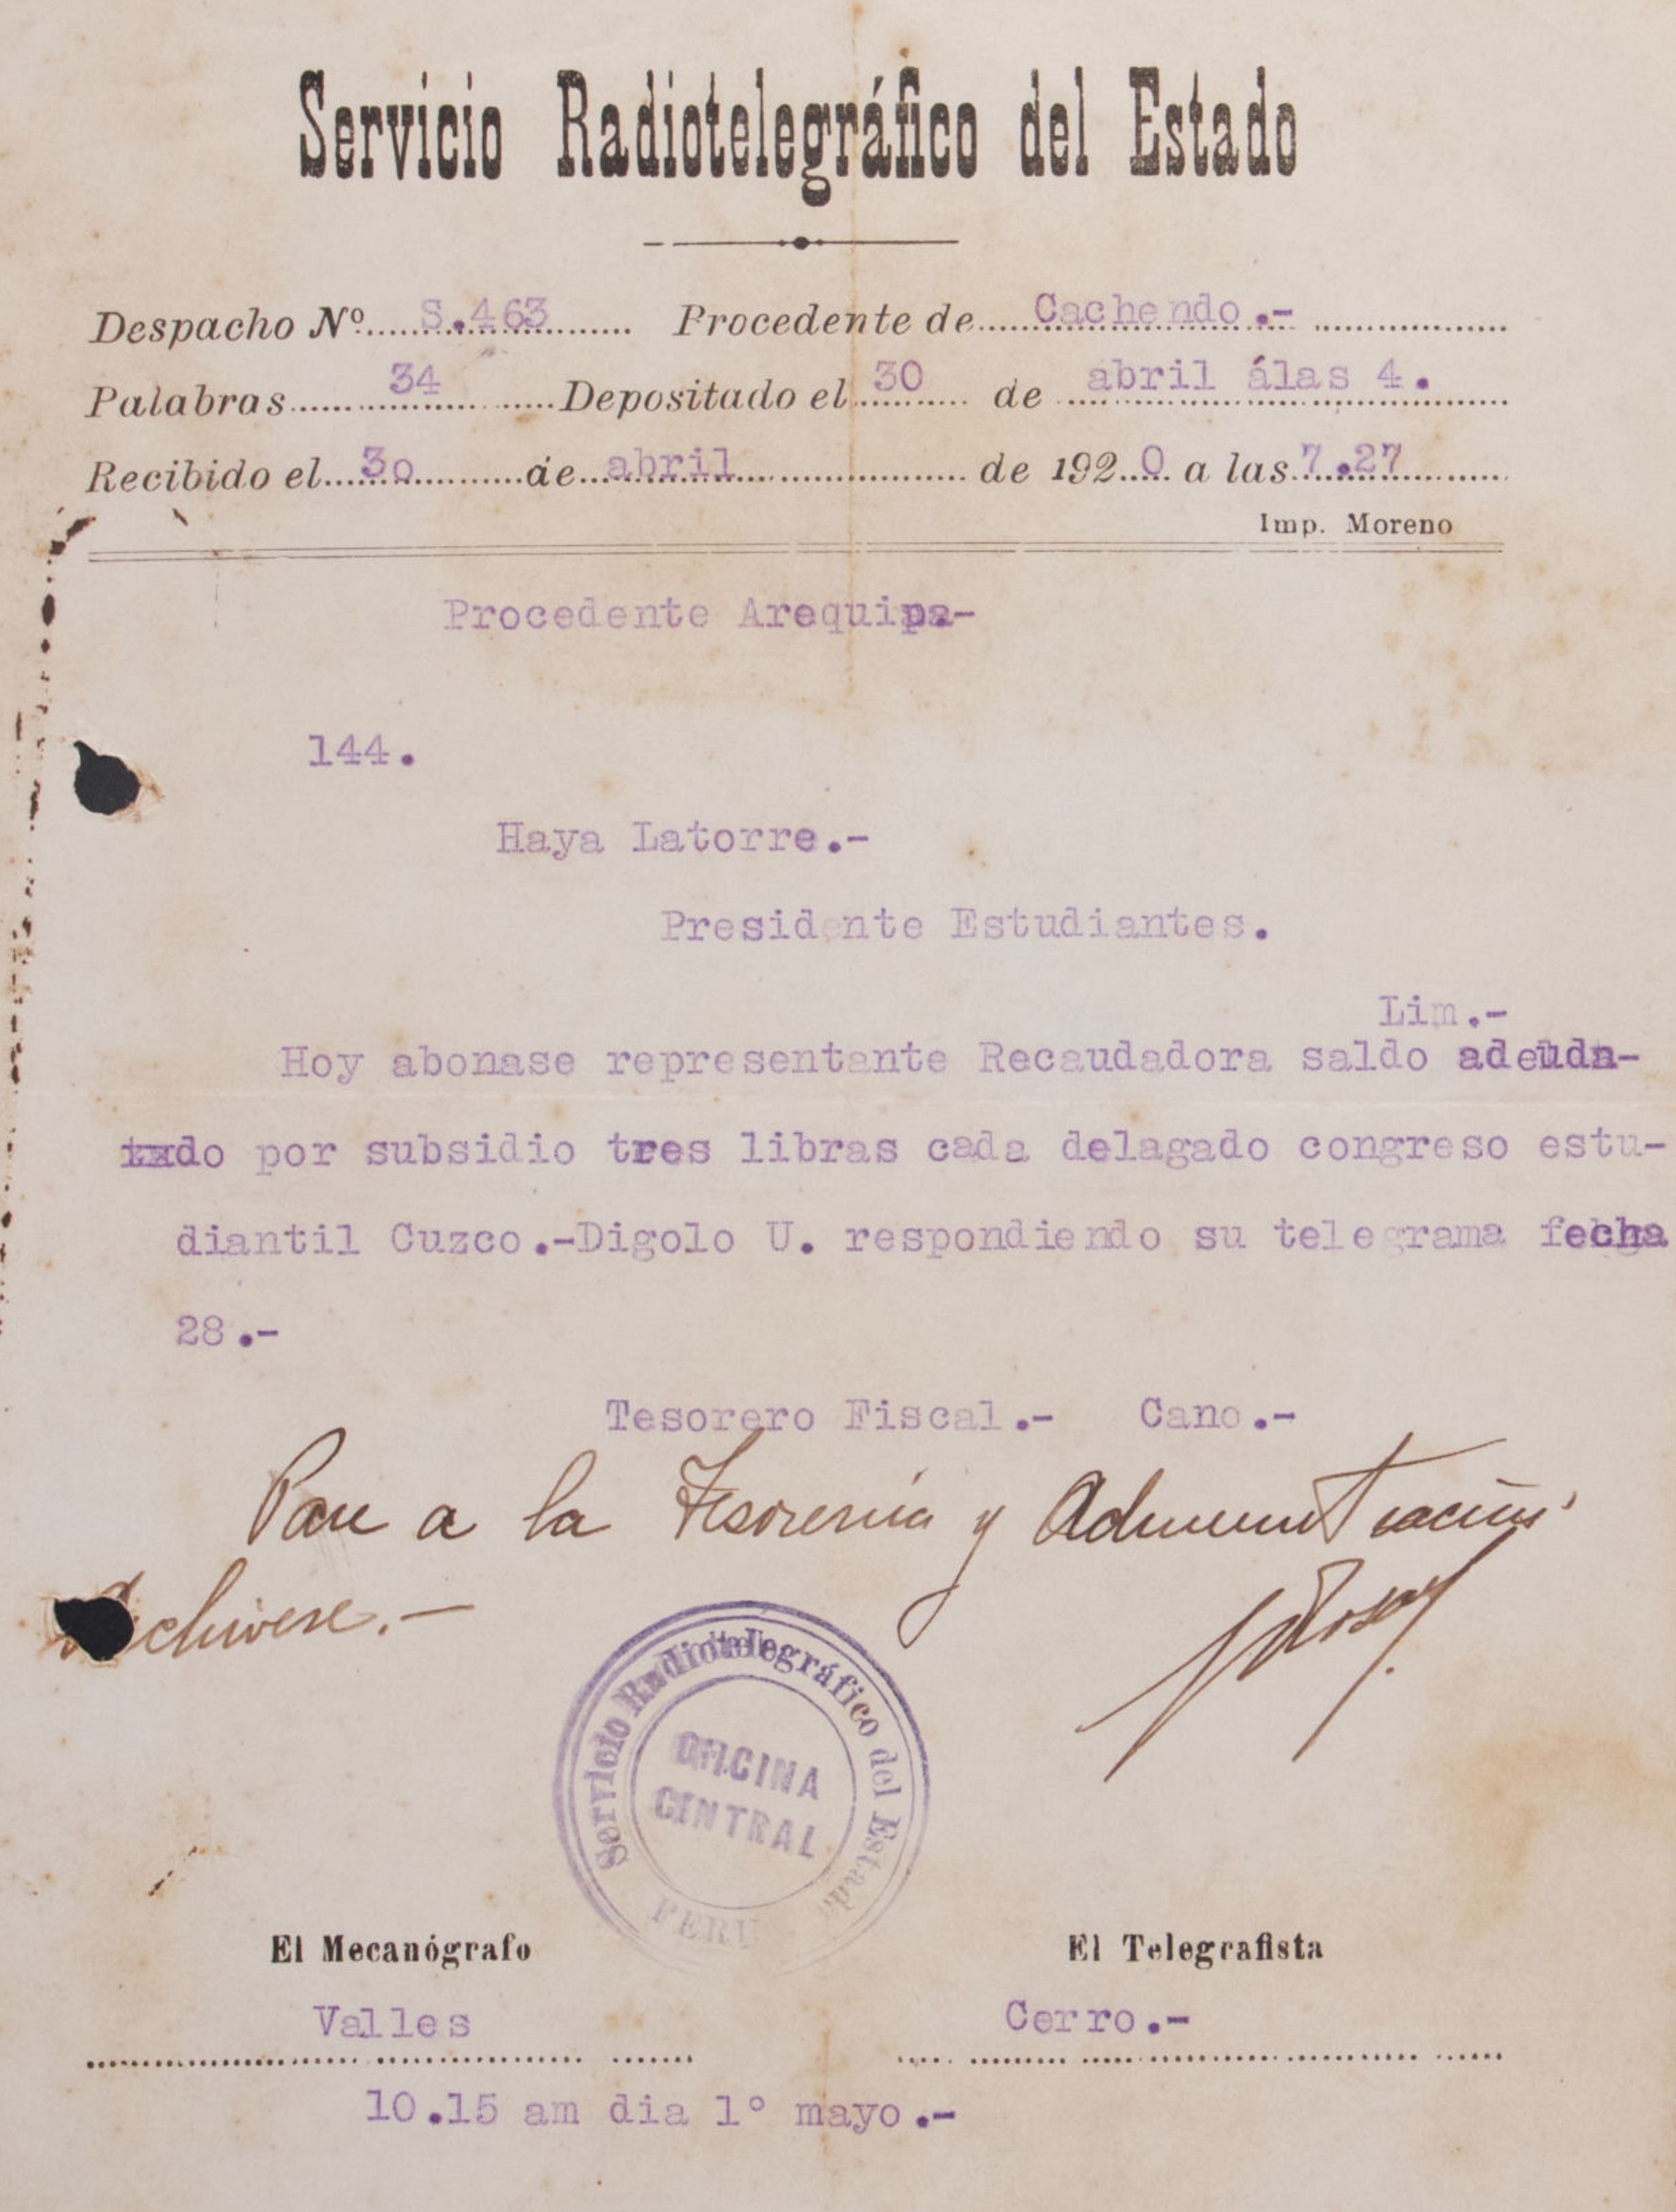 Servicio Radiotelegráfico del Estado
Despacho Nº S.463 Procedente de Cachendo.-
Palabras 34 Depositado el 30 de abril álas 4.
Recibido el 3o de abril de 1920 a las 7.27
Imp. Moreno
Procedente Arequipa-
144.
Haya Latorre.-
Presidente Estudiantes.
Lim.-
Hoy abonase representante Recaudadora saldo adeuda-
do por subsidio tres libras cada delagado congreso estu-
diantil Cuzco.-Digolo U. respondiendo su telegrama fecha
28.-
Tesorero Fiscal.- Cano.-
Pase a la Tesorería y Administración
Archivese.-
Servicio Radiotelegráfico del Estado
OFICINA
CENTRAL
PERU
El Mecanógrafo El Telegrafista
Valles Cerro.-
10.15 am dia 1º mayo.-